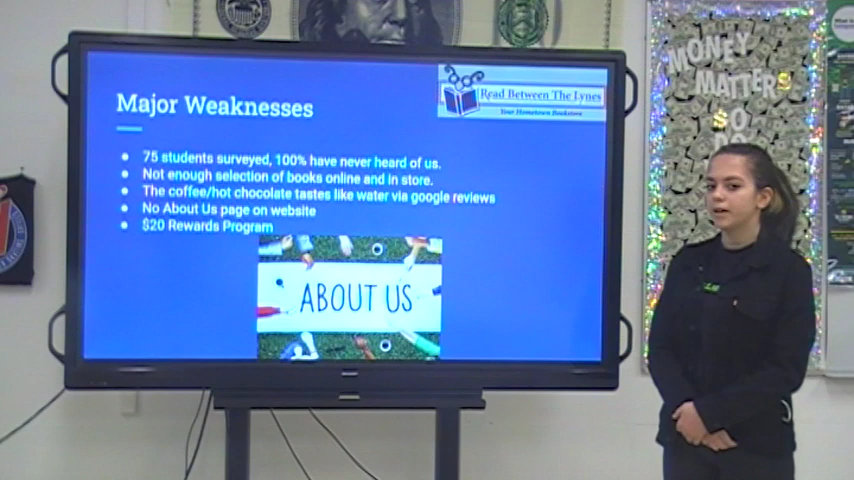 Major Weaknesses
Read Between The Lynes
Your Hometown Bookstore
75 students surveyed, 100% have never heard of us.
Not enough selection of books online and in store.
The coffee/hot chocolate tastes like water via google reviews
No About Us page on website
$20 Rewards Program
ABOUT US
MONEY
MATTER$
$O